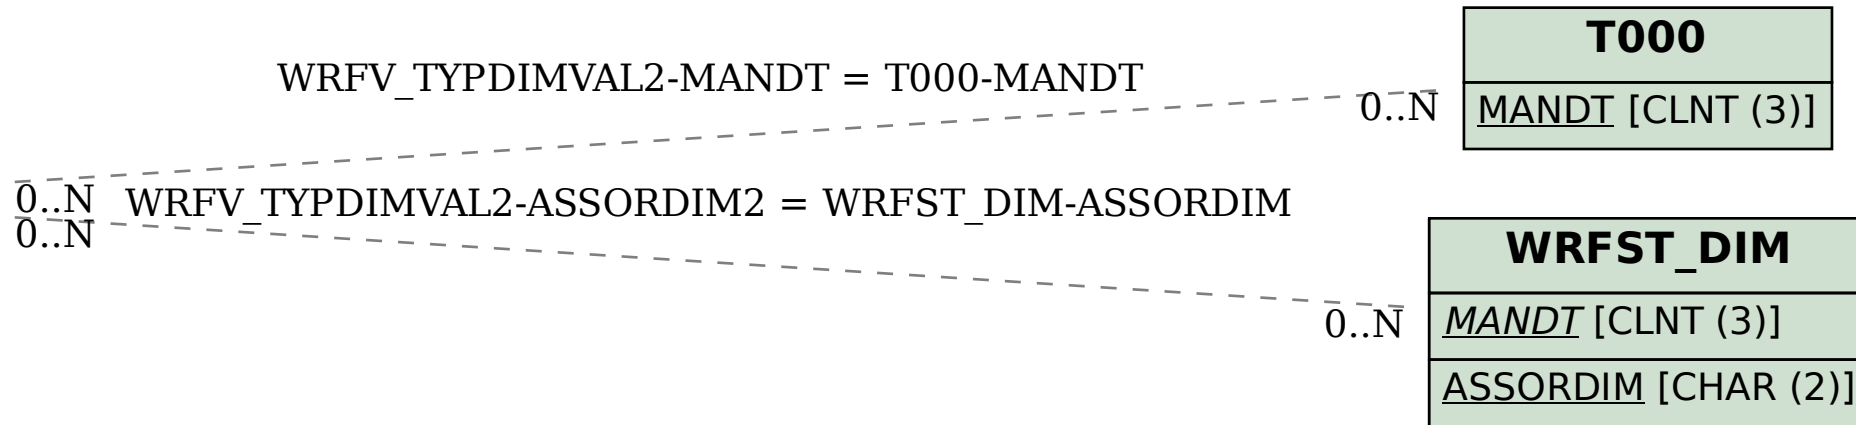 T000
WRFV_TYPDIMVAL2-MANDT = T000-MANDT
0..N
MANDT [CLNT (3)]
0..N
WRFV_TYPDIMVAL2-ASSORDIM2 = WRFST_DIM-ASSORDIM
0..N
WRFST_DIM
0..N
MANDT [CLNT (3)]
ASSORDIM [CHAR (2)]